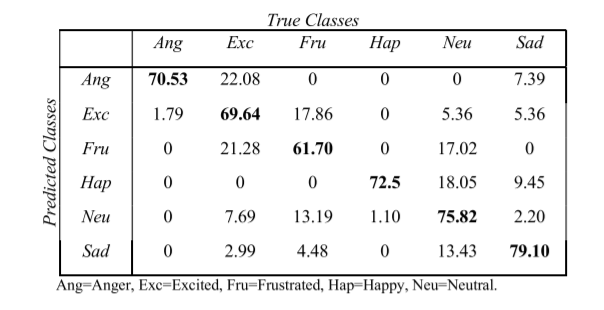 True Classes
Ang Exc Fru Hap Neu Sad
Predicted Classes
Ang 70.53 22.08 0 0 0 7.39
Exc 1.79 69.64 17.86 0 5.36 5.36
Fru 0 21.28 61.70 0 17.02 0
Hap 0 0 0 72.5 18.05 9.45
Neu 0 7.69 13.19 1.10 75.82 2.20
Sad 0 2.99 4.48 0 13.43 79.10
Ang=Anger, Exc=Excited, Fru=Frustrated, Hap=Happy, Neu=Neutral.